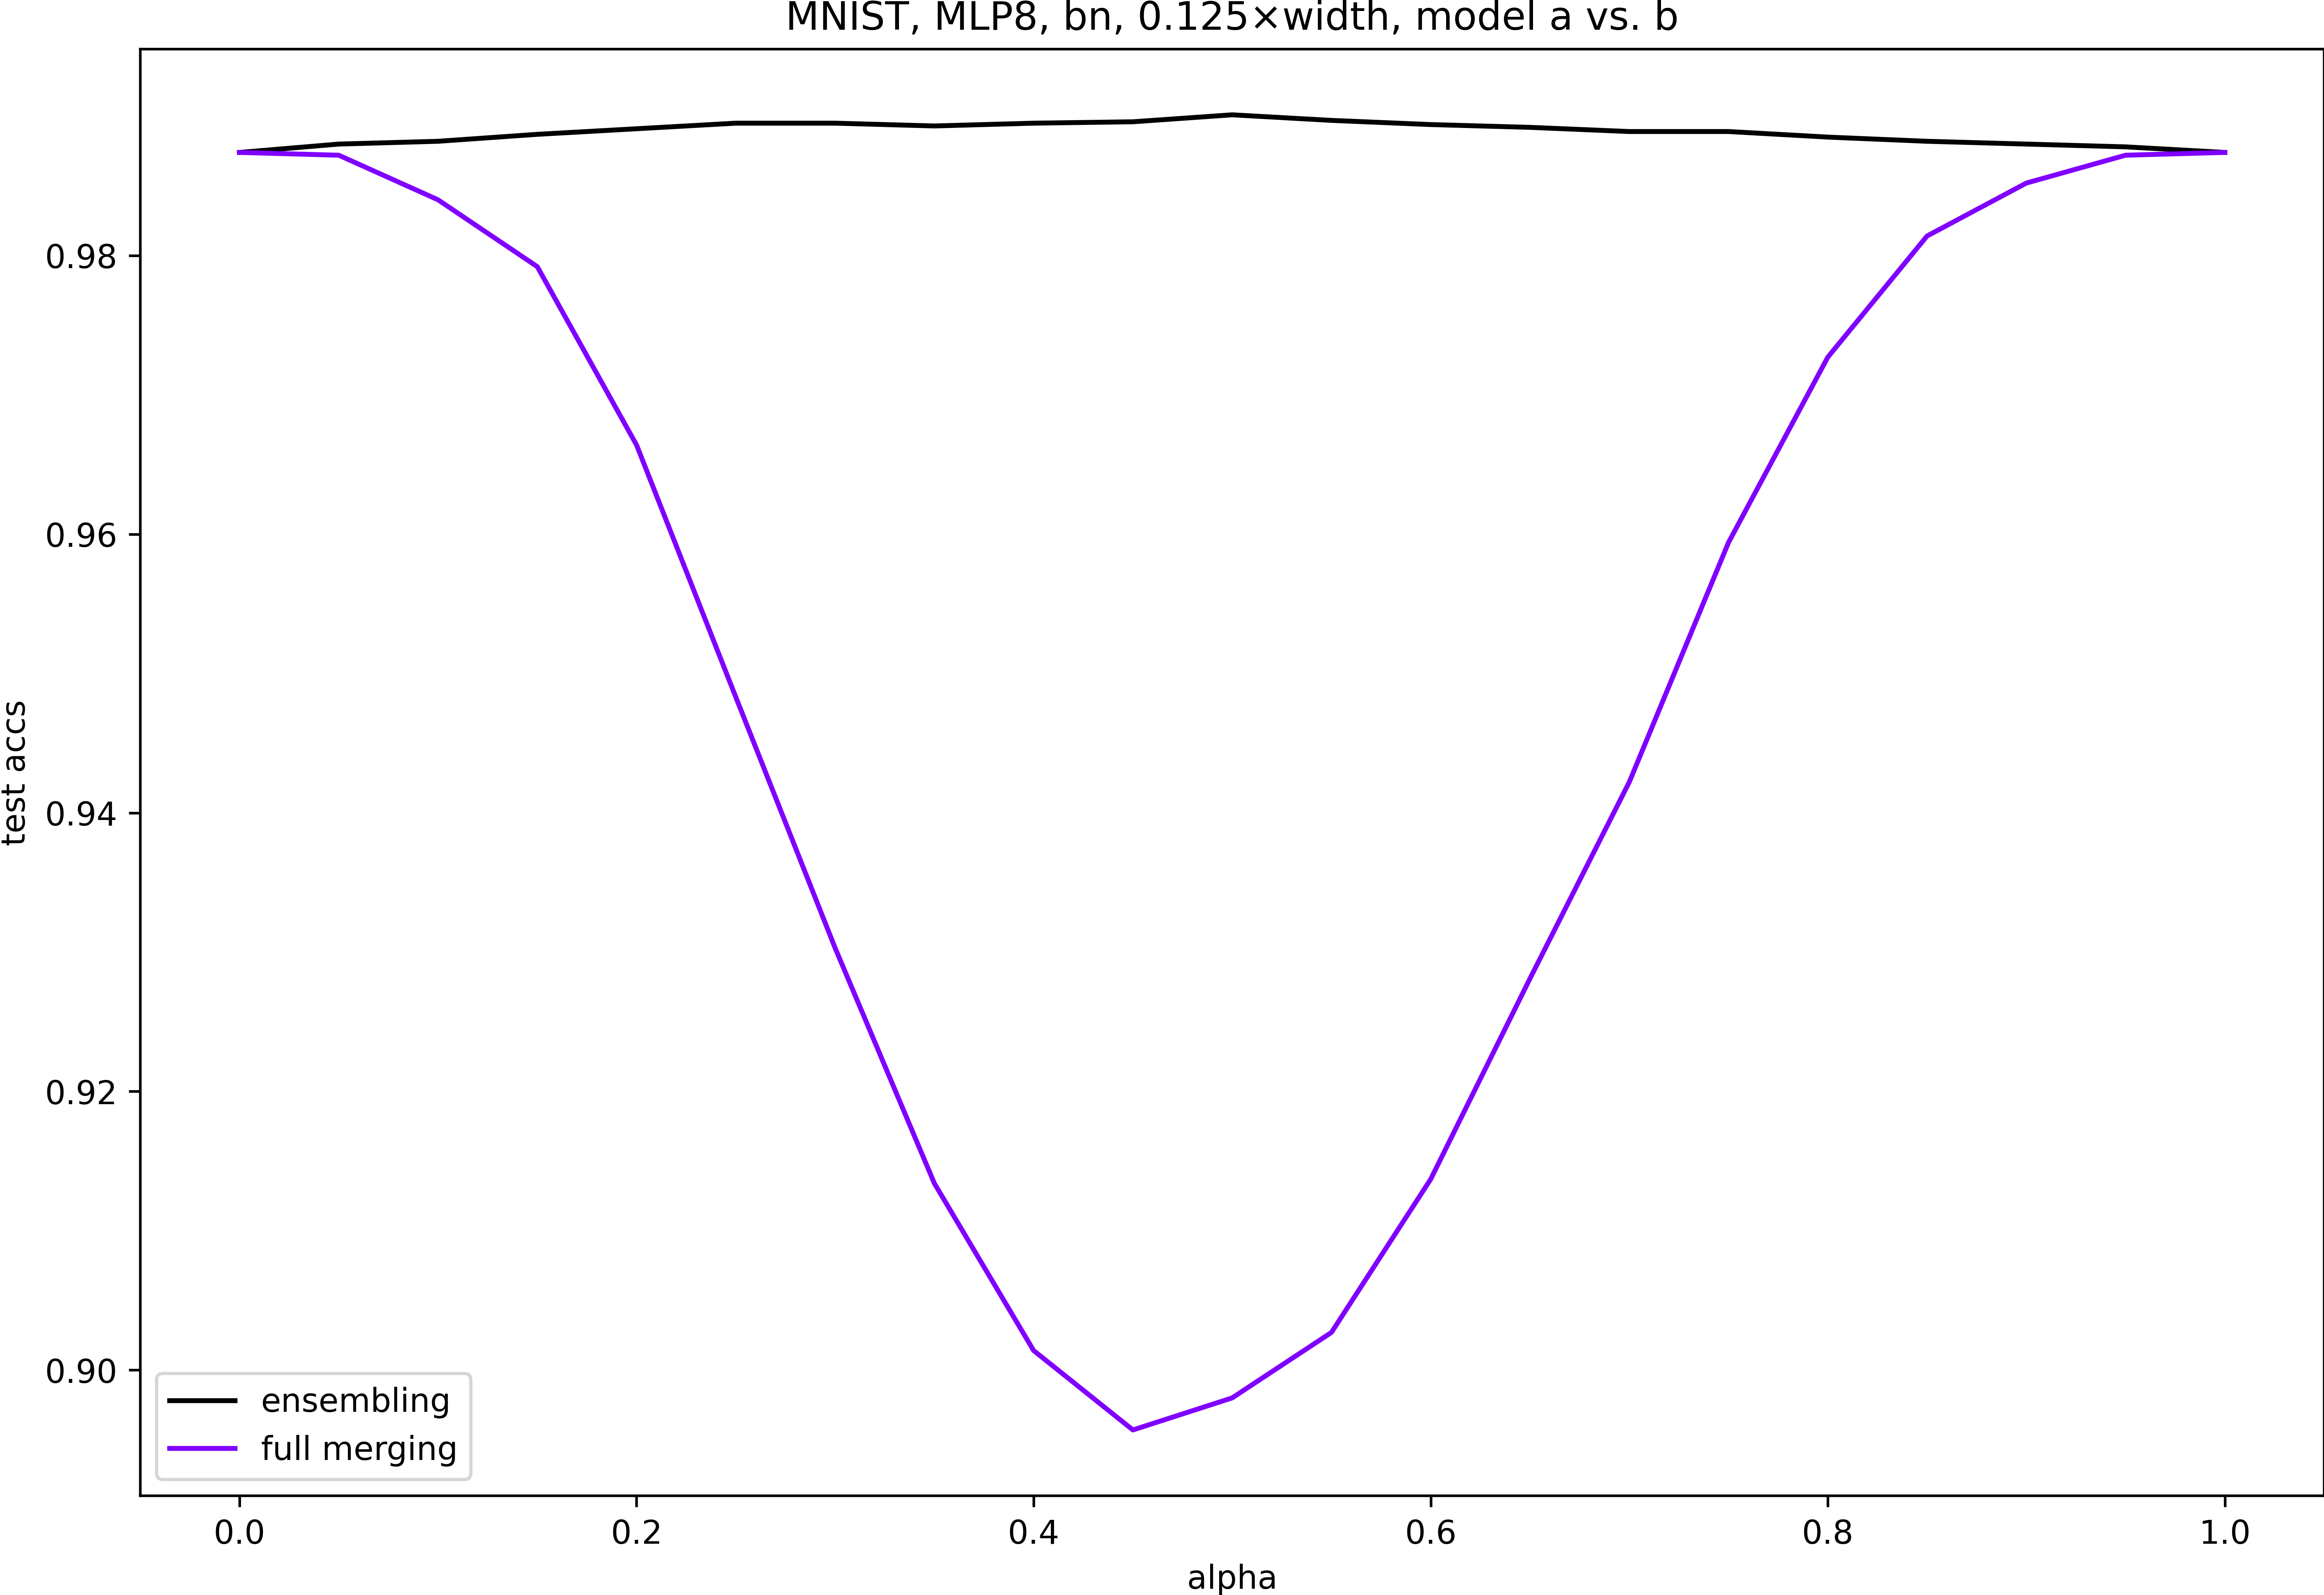 MNIST, MLP8, bn, 0.125×width, model a vs. b
test accs
0.98
0.96
0.94
0.92
0.90
ensembling
full merging
0.0 0.2 0.4 0.6 0.8 1.0
alpha